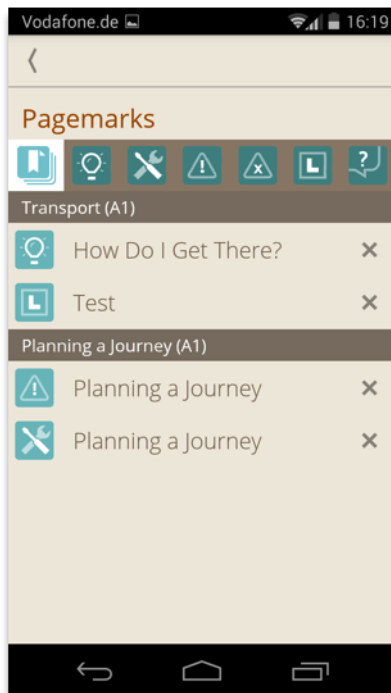 Vodafone.de 16:19
Pagemarks
! x L ?
Transport (A1)
How Do I Get There?
L Test
Planning a Journey (A1)
! Planning a Journey
Planning a Journey